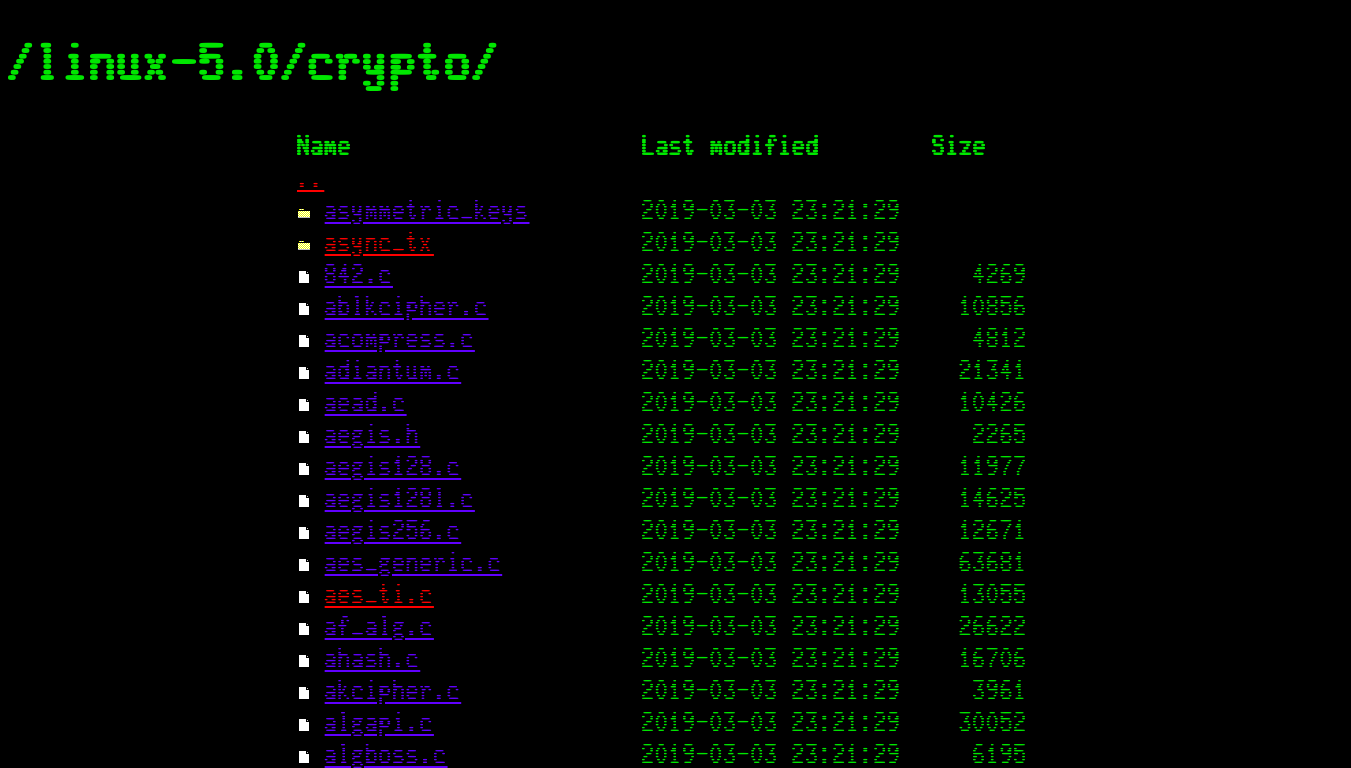 /linux-5.0/crypto/
Name Last modified Size
..
asymmetric_keys 2019-03-03 23:21:29
async_tx 2019-03-03 23:21:29
842.c 2019-03-03 23:21:29 4269
ablkcipher.c 2019-03-03 23:21:29 10856
acompress.c 2019-03-03 23:21:29 4812
adiantum.c 2019-03-03 23:21:29 21341
aead.c 2019-03-03 23:21:29 10426
aegis.h 2019-03-03 23:21:29 2265
aegis128.c 2019-03-03 23:21:29 11977
aegis128l.c 2019-03-03 23:21:29 14625
aegis256.c 2019-03-03 23:21:29 12671
aes_generic.c 2019-03-03 23:21:29 63681
aes_ti.c 2019-03-03 23:21:29 13055
af_alg.c 2019-03-03 23:21:29 26622
ahash.c 2019-03-03 23:21:29 16706
akcipher.c 2019-03-03 23:21:29 3961
algapi.c 2019-03-03 23:21:29 30052
algboss.c 2019-03-03 23:21:29 6195